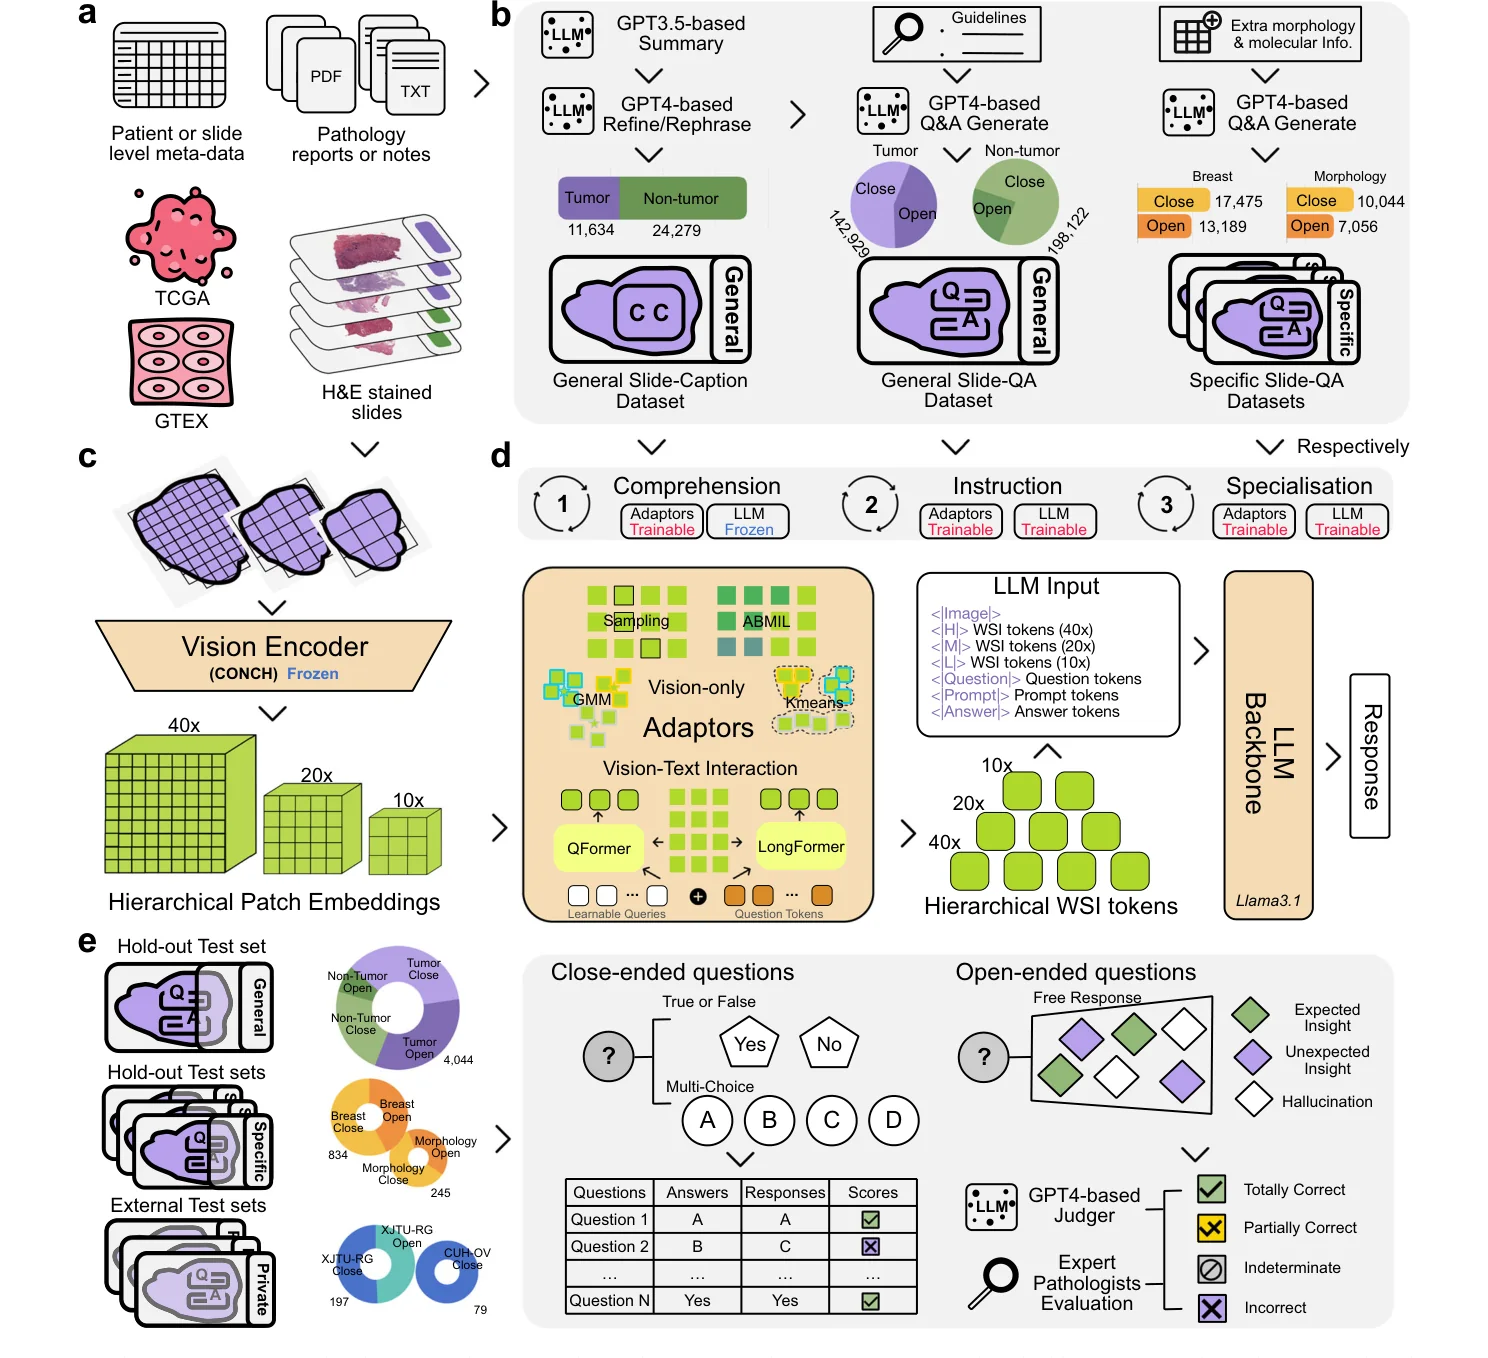 a
Patient or slide
level meta-data
PDF
TXT
Pathology
reports or notes
TCGA
GTEX
H&E stained
slides
b
LLM
GPT3.5-based
Summary
LLM
GPT4-based
Refine/Rephrase
Tumor
Non-tumor
11,634
24,279
C C
General
General Slide-Caption
Dataset
Guidelines
LLM
GPT4-based
Q&A Generate
Tumor
Close
Open
142,929
Non-tumor
Close
Open
198,122
Q
A
General
General Slide-QA
Dataset
Extra morphology
& molecular Info.
LLM
GPT4-based
Q&A Generate
Breast
Close 17,475
Open 13,189
Morphology
Close 10,044
Open 7,056
S
S
Q
A
Specific
Specific Slide-QA
Datasets
c
Vision Encoder
(CONCH) Frozen
40x
20x
10x
Hierarchical Patch Embeddings
d
Respectively
1
Comprehension
Adaptors
Trainable
LLM
Frozen
2
Instruction
Adaptors
Trainable
LLM
Trainable
3
Specialisation
Adaptors
Trainable
LLM
Trainable
Sampling
ABMIL
GMM
Vision-only
Kmeans
Adaptors
Vision-Text Interaction
QFormer
LongFormer
...
+
...
Learnable Queries
Question Tokens
LLM Input
<|Image|>
<|H|> WSI tokens (40x)
<|M|> WSI tokens (20x)
<|L|> WSI tokens (10x)
<|Question|> Question tokens
<|Prompt|> Prompt tokens
<|Answer|> Answer tokens
10x
20x
40x
Hierarchical WSI tokens
LLM
Backbone
Llama3.1
Response
e
Hold-out Test set
Q
A
General
Tumor
Close
Non-Tumor
Open
Non-Tumor
Close
Tumor
Open
4,044
Hold-out Test sets
S
S
Q
A
Specific
Breast
Close
Breast
Open
834
Morphology
Open
Morphology
Close
245
External Test sets
Q
A
Private
XJTU-RG
Open
XJTU-RG
Close
197
CUH-OV
Close
79
Close-ended questions
True or False
?
Yes
No
Multi-Choice
A
B
C
D
Questions Answers Responses Scores
Question 1 A A
Question 2 B C
... ... ... ...
Question N Yes Yes
Open-ended questions
Free Response
?
Expected
Insight
Unexpected
Insight
Hallucination
LLM
GPT4-based
Judger
Expert
Pathologists
Evaluation
Totally Correct
Partially Correct
Indeterminate
Incorrect